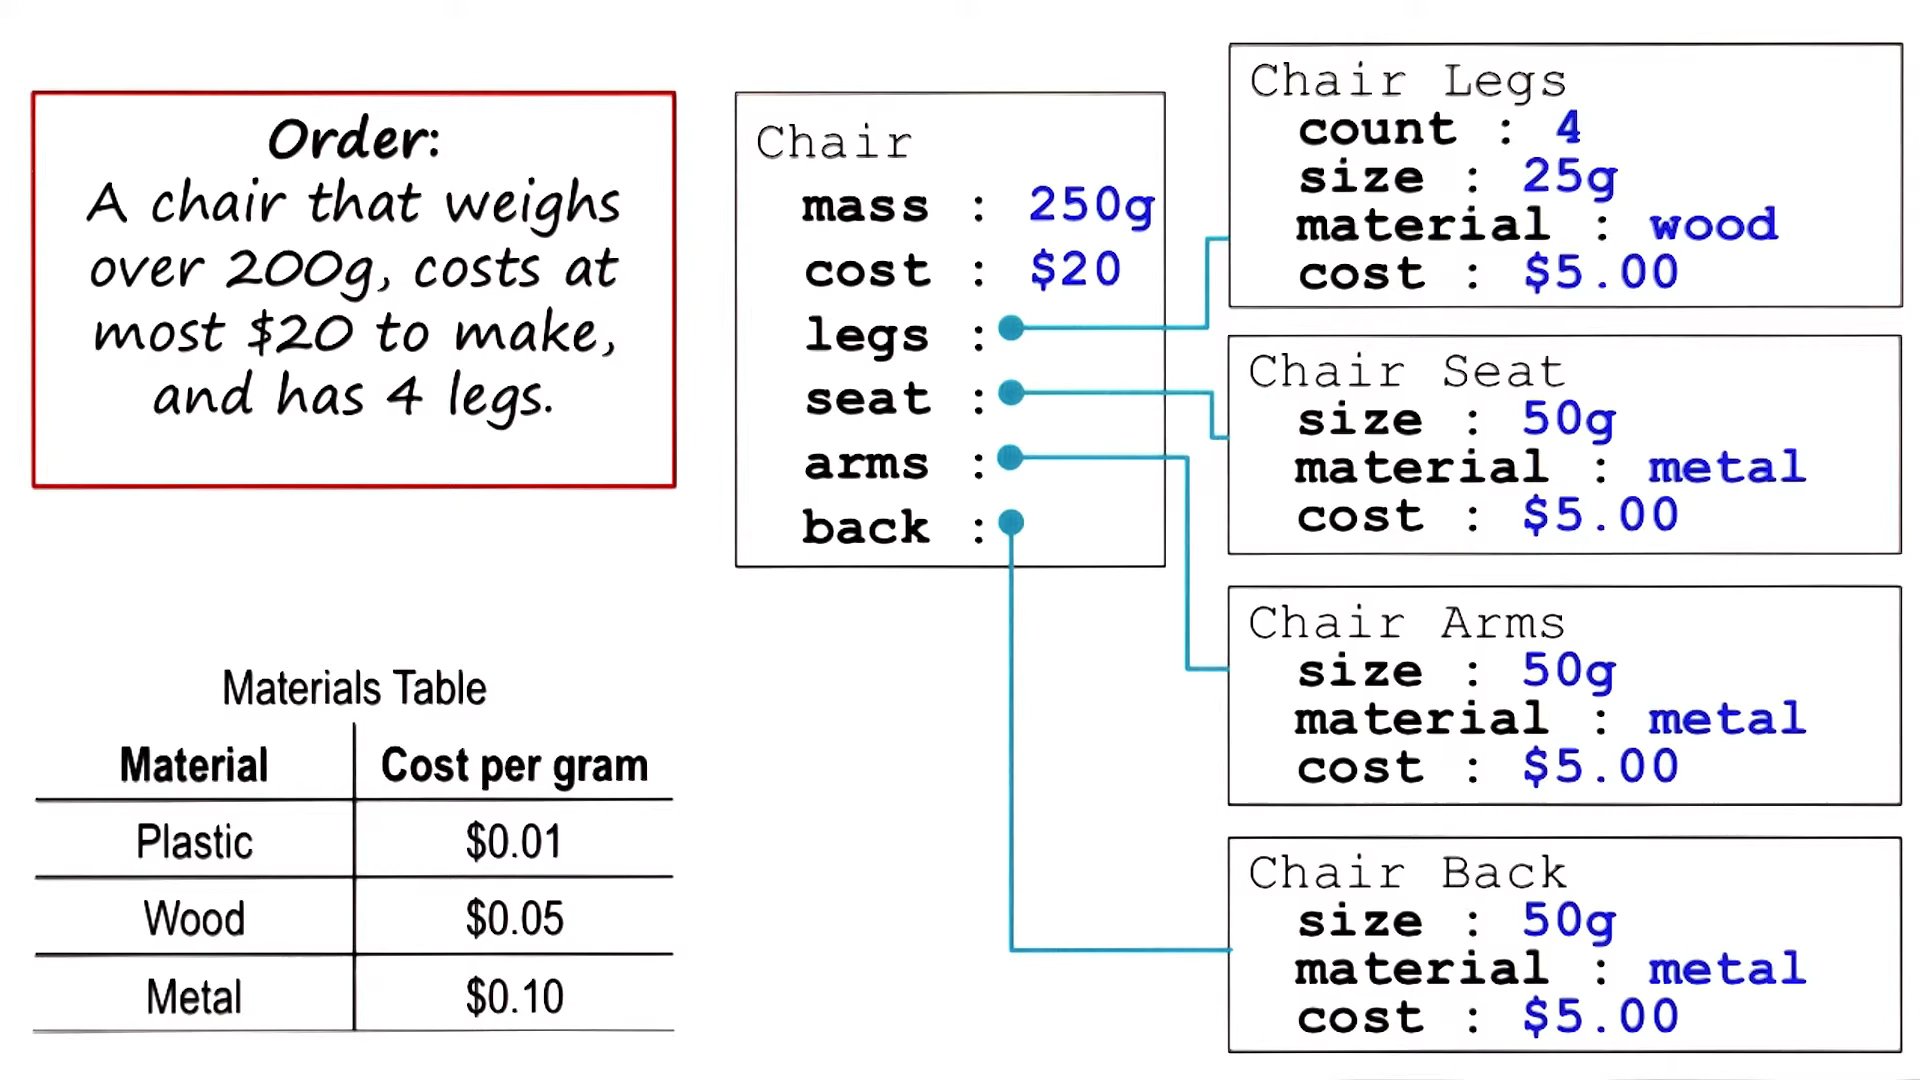 Order:
A chair that weighs
over 200g, costs at
most $20 to make,
and has 4 legs.
Materials Table
Material Cost per gram
Plastic $0.01
Wood $0.05
Metal $0.10
Chair
mass : 250g
cost : $20
legs :
seat :
arms :
back :
Chair Legs
count : 4
size : 25g
material : wood
cost : $5.00
Chair Seat
size : 50g
material : metal
cost : $5.00
Chair Arms
size : 50g
material : metal
cost : $5.00
Chair Back
size : 50g
material : metal
cost : $5.00